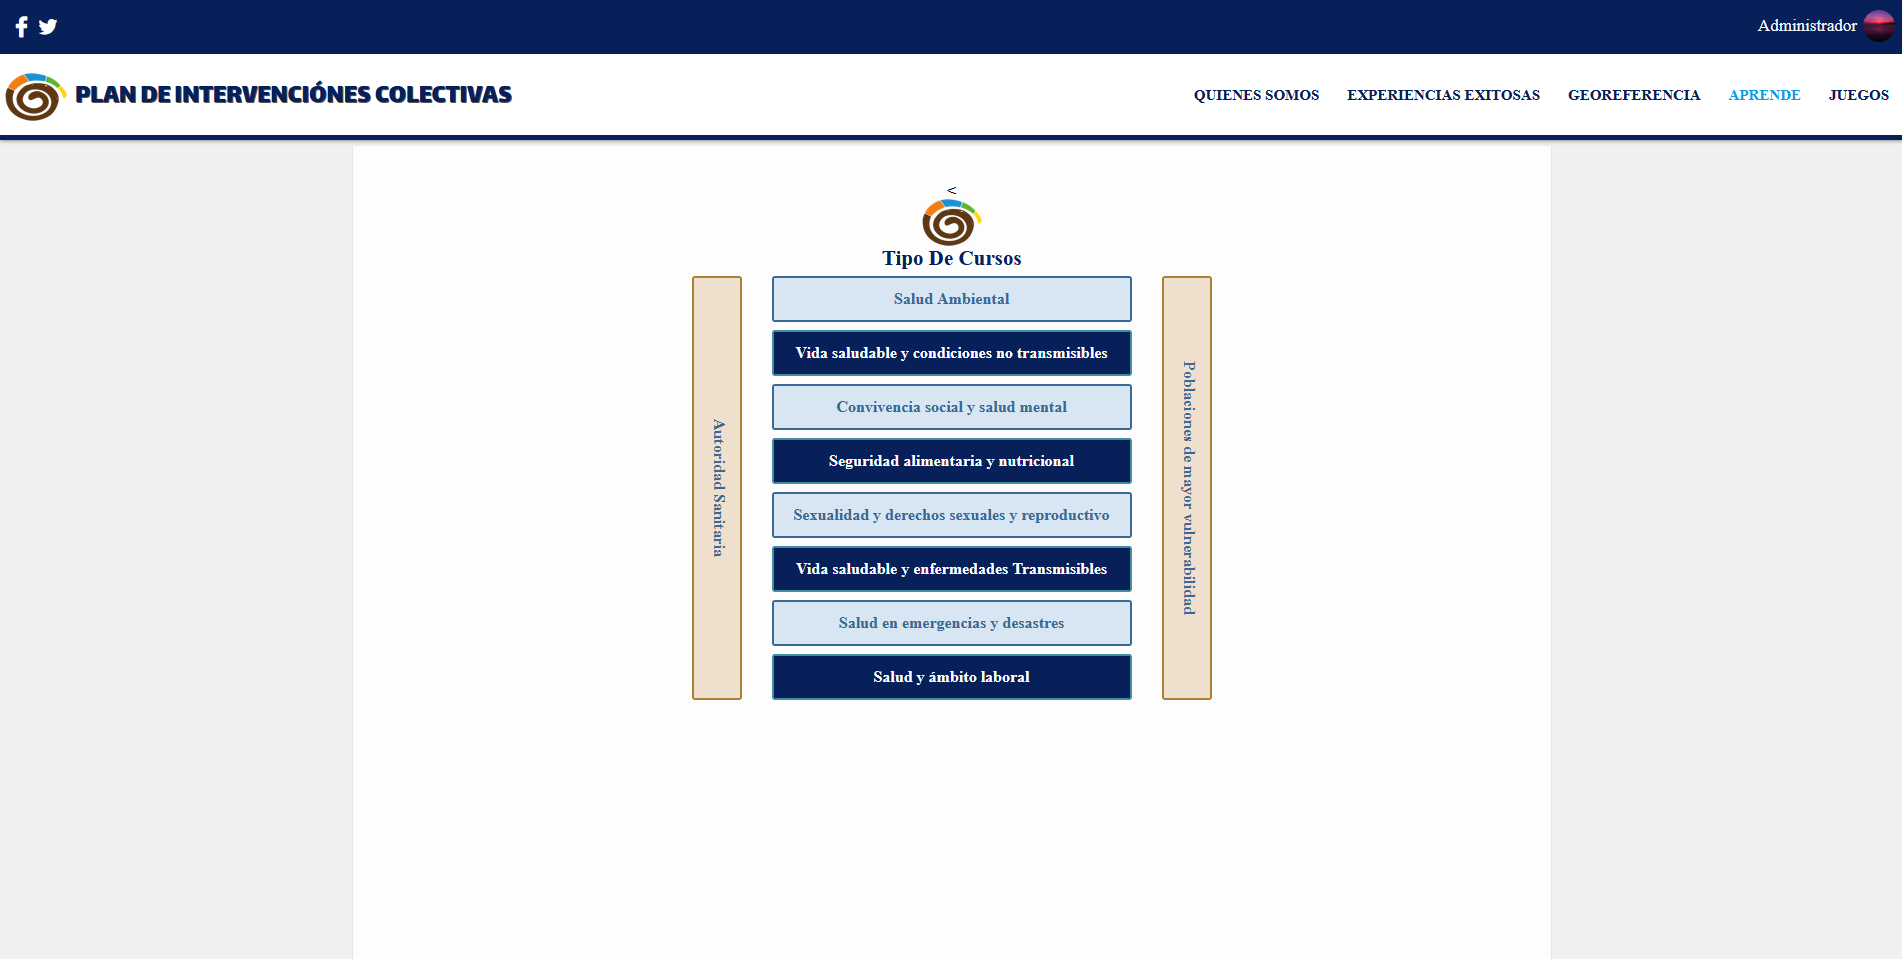 Administrador
PLAN DE INTERVENCIÓNES COLECTIVAS
QUIENES SOMOS
EXPERIENCIAS EXITOSAS
GEOREFERENCIA
APRENDE
JUEGOS
<
Tipo De Cursos
Autoridad Sanitaria
Salud Ambiental
Vida saludable y condiciones no transmisibles
Convivencia social y salud mental
Seguridad alimentaria y nutricional
Sexualidad y derechos sexuales y reproductivo
Vida saludable y enfermedades Transmisibles
Salud en emergencias y desastres
Salud y ámbito laboral
Poblaciones de mayor vulnerabilidad